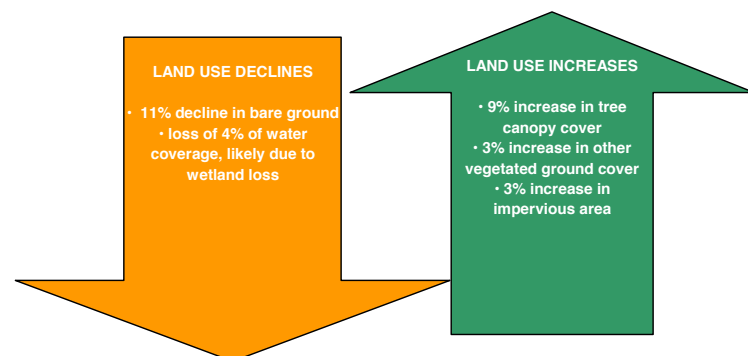 LAND USE DECLINES
· 11% decline in bare ground
· loss of 4% of water
coverage, likely due to
wetland loss
LAND USE INCREASES
· 9% increase in tree
canopy cover
· 3% increase in other
vegetated ground cover
· 3% increase in
impervious area